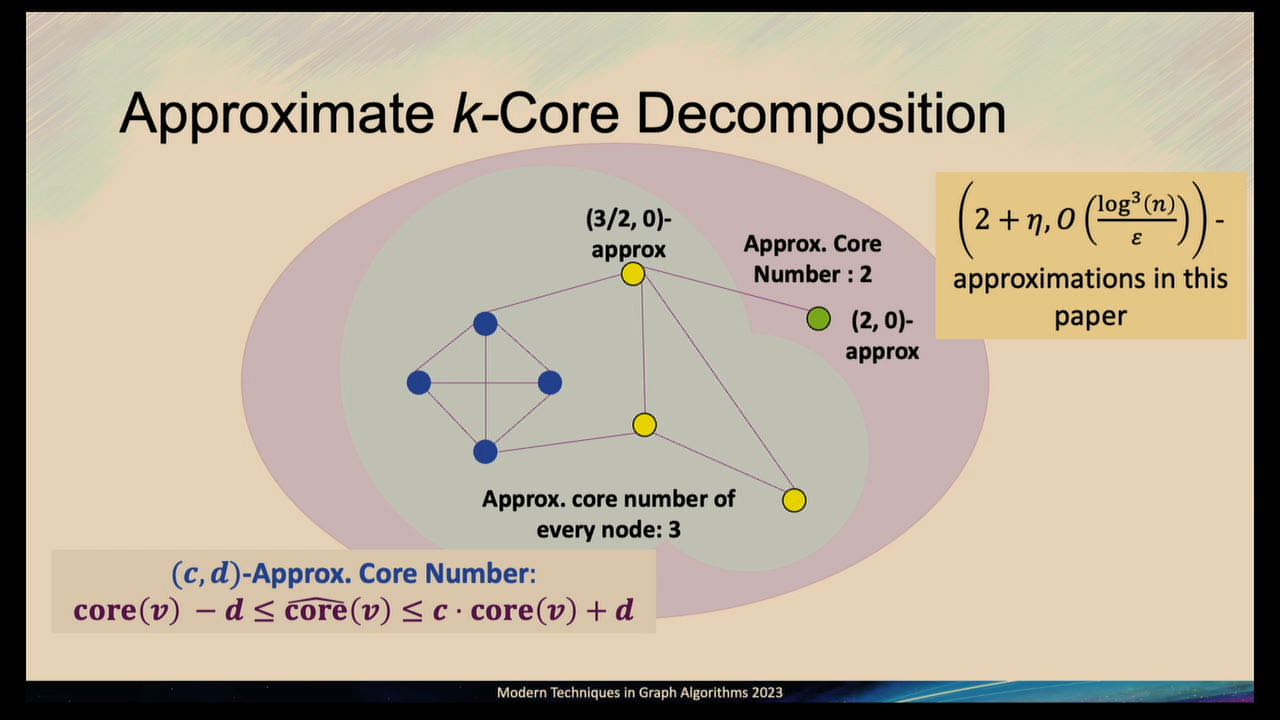 Approximate k-Core Decomposition
(3/2, 0)-
approx
Approx. Core
Number : 2
(2, 0)-
approx
(2 + η, O (log³(n)/ε)) -
approximations in this
paper
Approx. core number of
every node: 3
(c, d)-Approx. Core Number:
core(v) − d ≤ \widehat{core}(v) ≤ c · core(v) + d
Modern Techniques in Graph Algorithms 2023